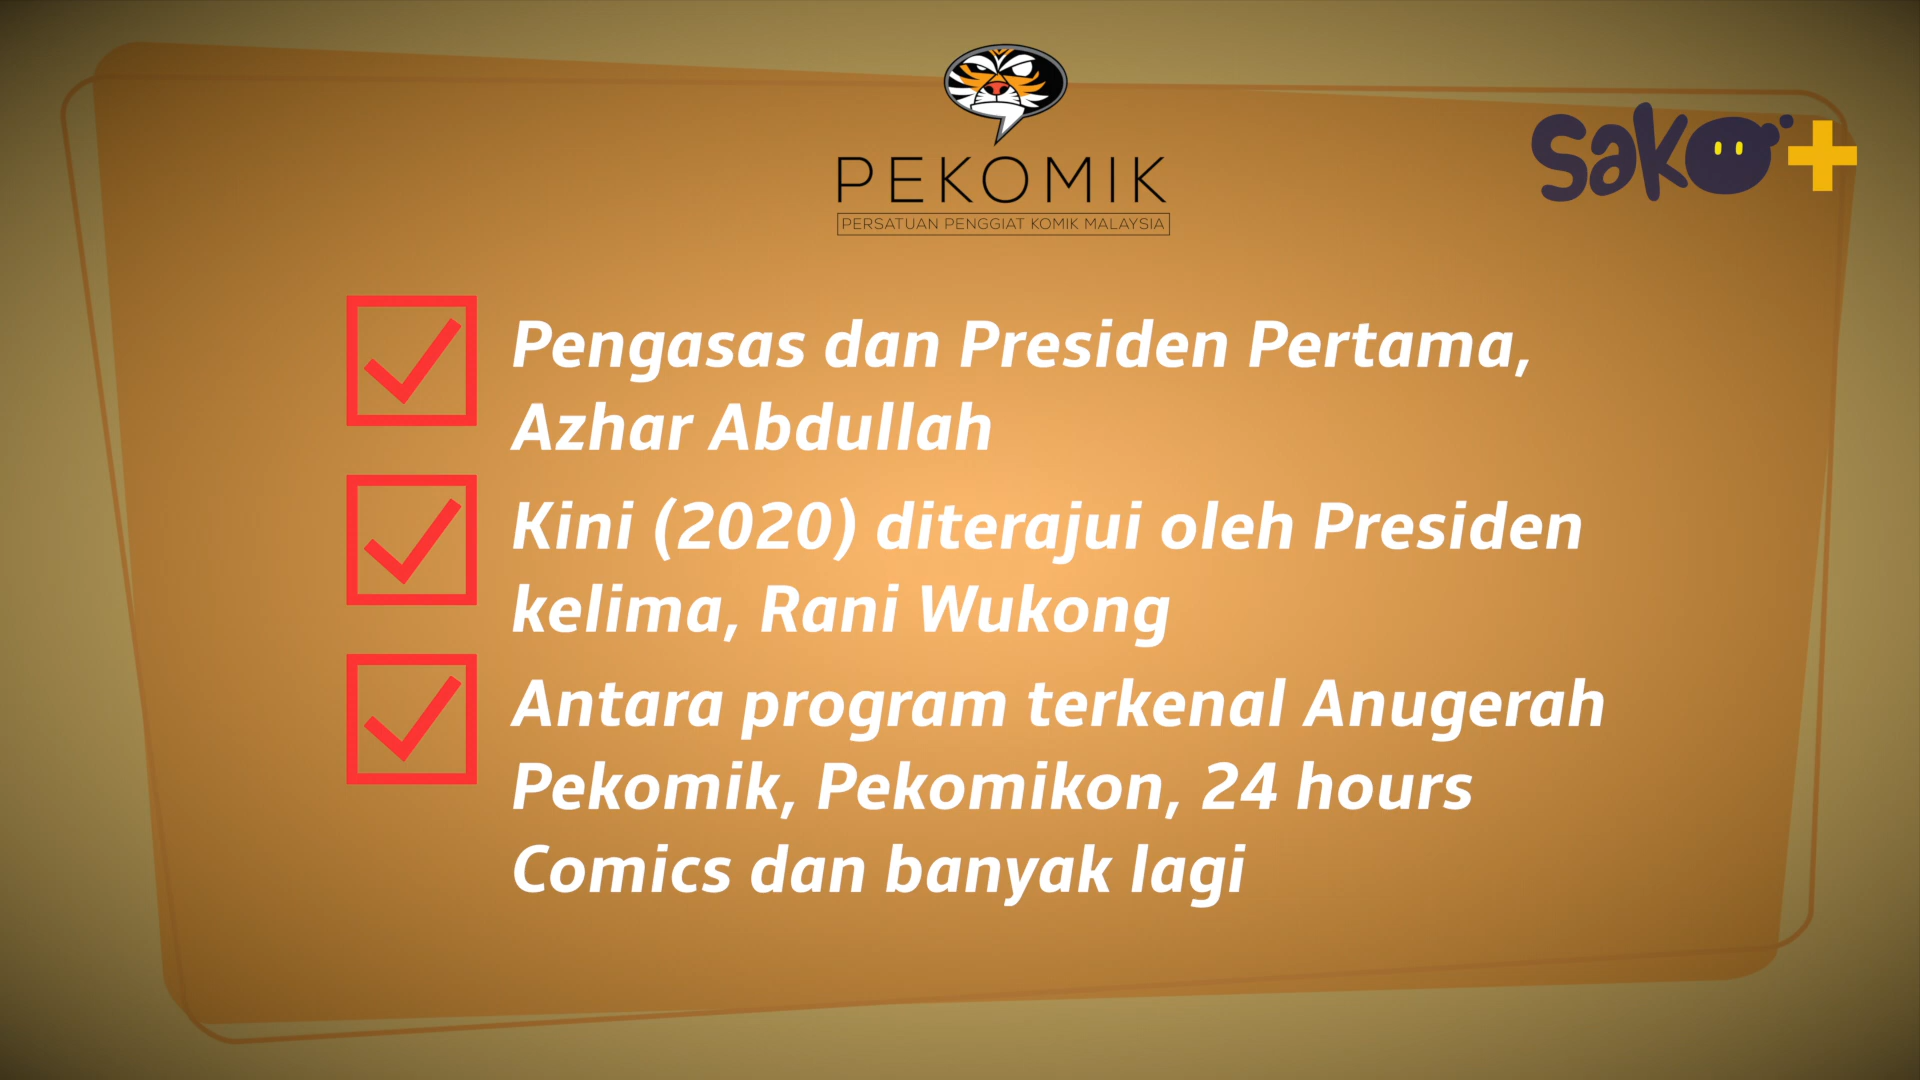 PEKOMIK
PERSATUAN PENGGIAT KOMIK MALAYSIA
sako+
Pengasas dan Presiden Pertama,
Azhar Abdullah
Kini (2020) diterajui oleh Presiden
kelima, Rani Wukong
Antara program terkenal Anugerah
Pekomik, Pekomikon, 24 hours
Comics dan banyak lagi